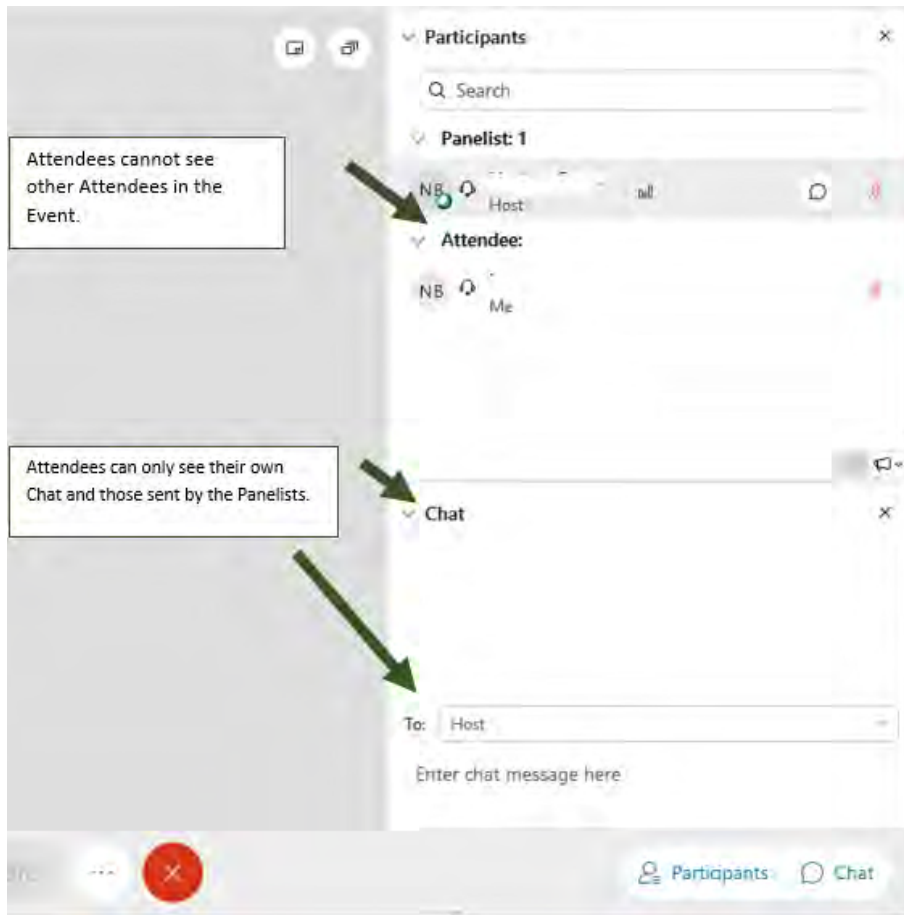 Participants
Search
Panelist: 1
Attendees cannot see
other Attendees in the
Event.
NB
Host
Attendee:
NB
Me
Attendees can only see their own
Chat and those sent by the Panelists.
Chat
To: Host
Enter chat message here
Participants Chat